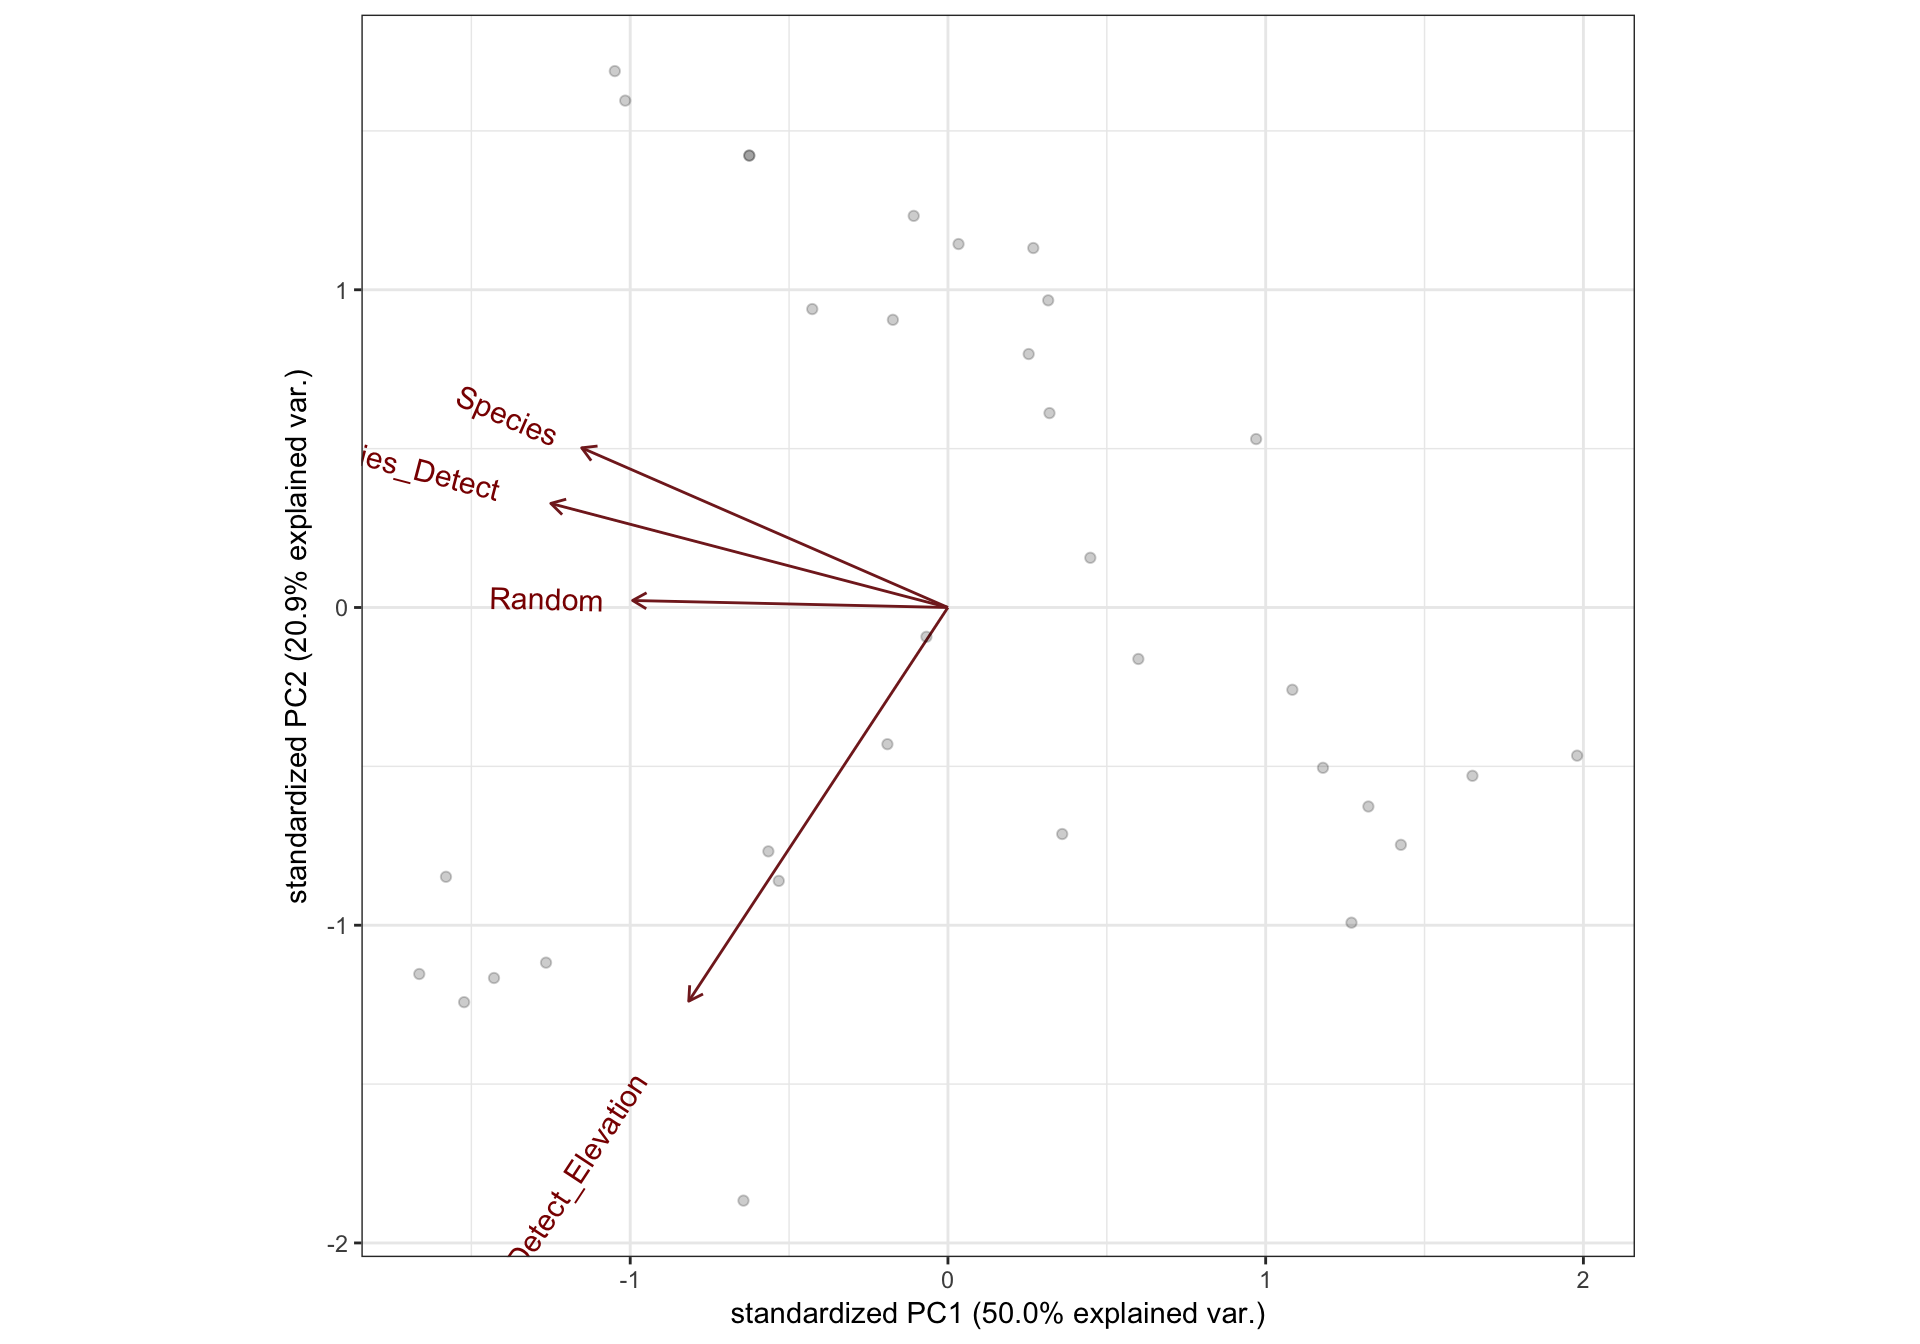 1
0
-1
-2
standardized PC2 (20.9% explained var.)
Species
ies_Detect
Random
Detect_Elevation
-1
0
1
2
standardized PC1 (50.0% explained var.)